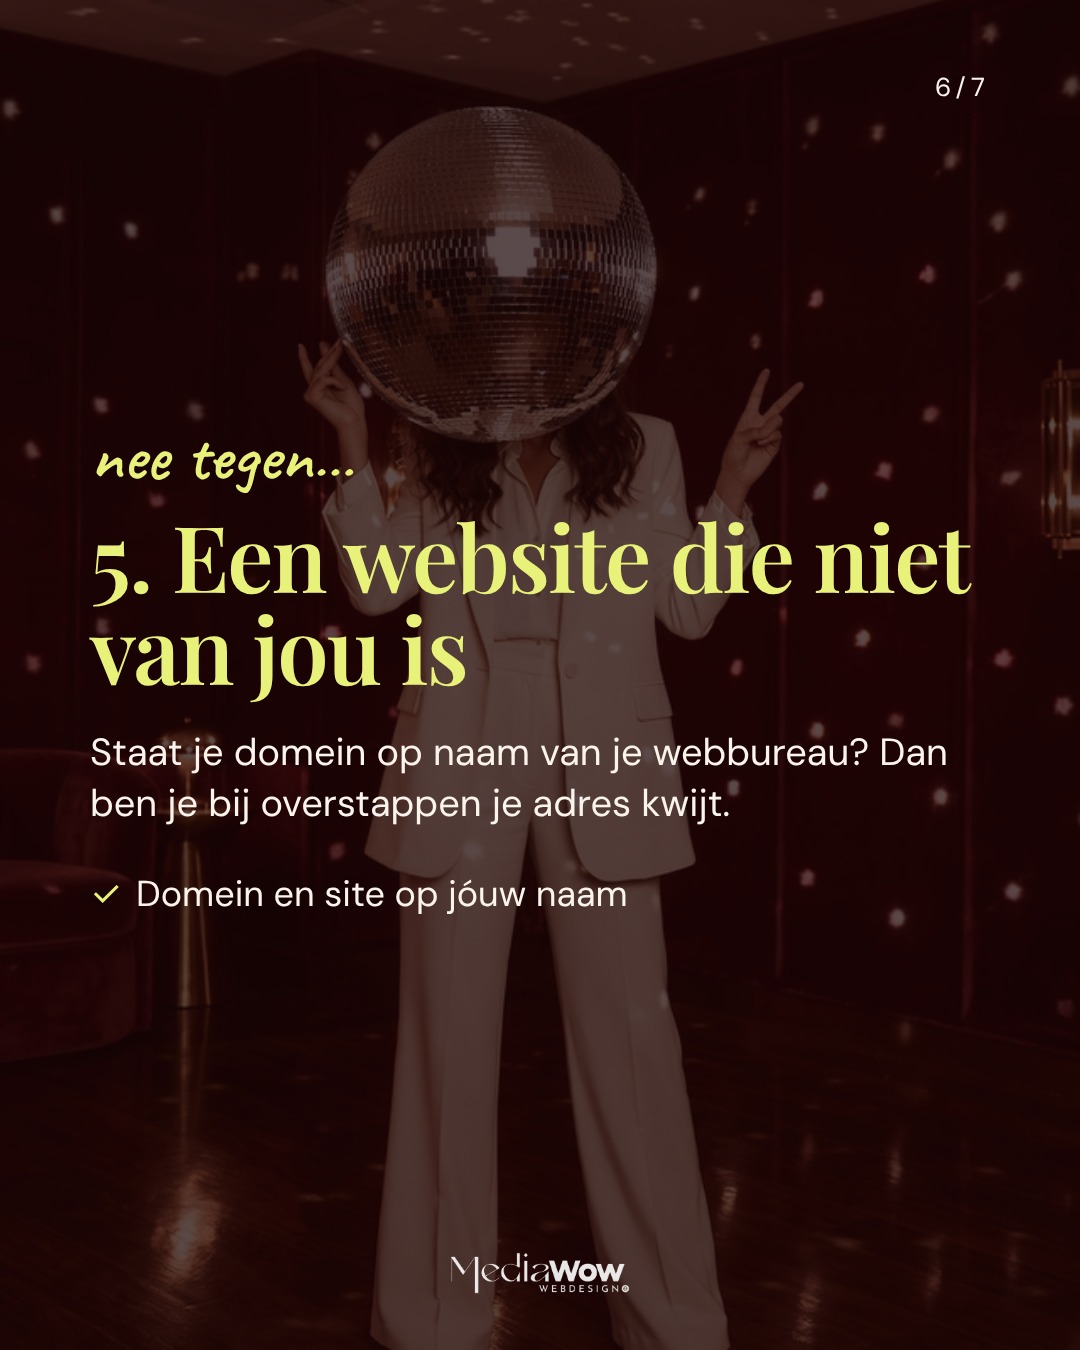 6/7
nee tegen...
5. Een website die niet
van jou is
Staat je domein op naam van je webbureau? Dan
ben je bij overstappen je adres kwijt.
✓ Domein en site op jóuw naam
MediaWow
WEBDESIGN